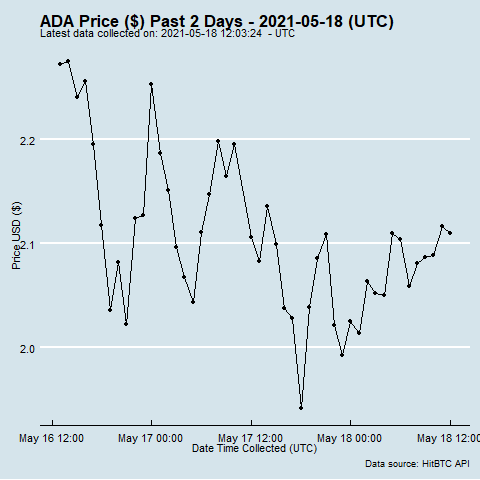 ADA Price ($) Past 2 Days - 2021-05-18 (UTC)
Latest data collected on: 2021-05-18 12:03:24 - UTC
2.2
2.1
2.0
Price USD ($)
May 16 12:00 May 17 00:00 May 17 12:00 May 18 00:00 May 18 12:00
Date Time Collected (UTC)
Data source: HitBTC API